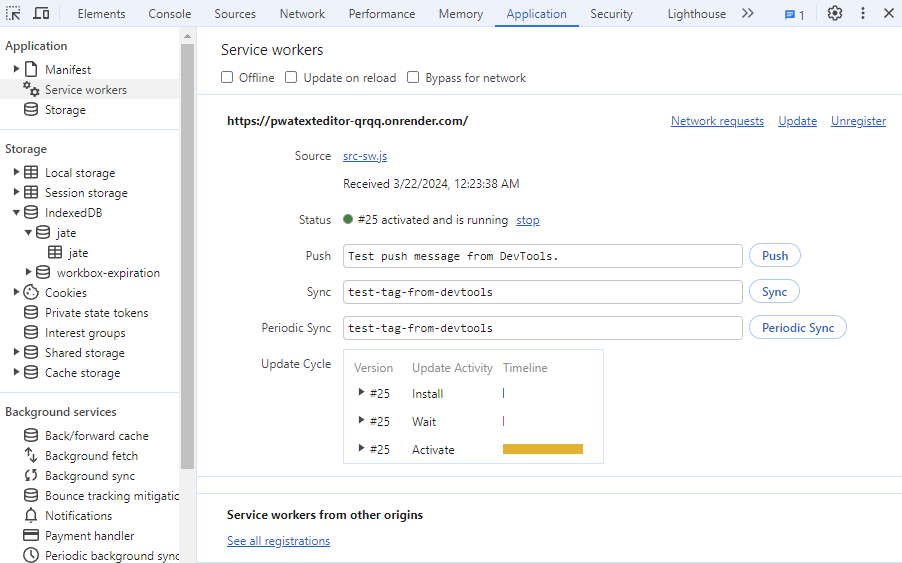 Elements Console Sources Network Performance Memory Application Security Lighthouse 1
Application
Manifest
Service workers
Storage
Storage
Local storage
Session storage
IndexedDB
jate
jate
workbox-expiration
Cookies
Private state tokens
Interest groups
Shared storage
Cache storage
Background services
Back/forward cache
Background fetch
Background sync
Bounce tracking mitigatic
Notifications
Payment handler
Periodic background sync
Service workers
Offline Update on reload Bypass for network
https://pwatexteditor-qrqq.onrender.com/ Network requests Update Unregister
Source src-sw.js
Received 3/22/2024, 12:23:38 AM
Status #25 activated and is running stop
Push Test push message from DevTools. Push
Sync test-tag-from-devtools Sync
Periodic Sync test-tag-from-devtools Periodic Sync
Update Cycle Version Update Activity Timeline
#25 Install
#25 Wait
#25 Activate
Service workers from other origins
See all registrations